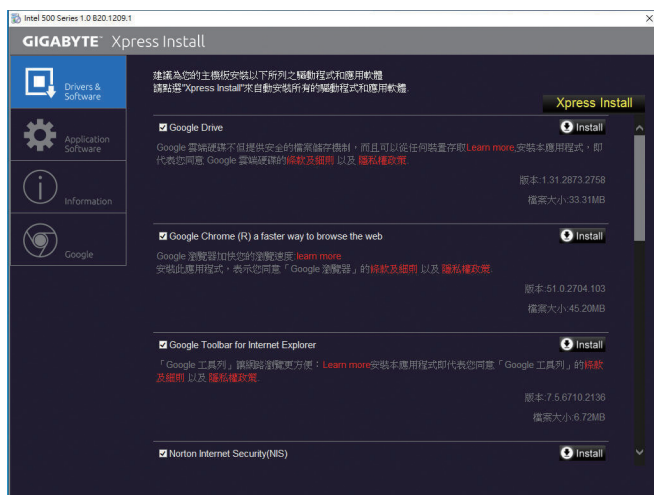 Intel 500 Series 1.0 B20.1209.1
GIGABYTE™ Xpress Install
Drivers &
Software
Application
Software
Information
Google
建議為您的主機板安裝以下所列之驅動程式和應用軟體
請點選"Xpress Install"來自動安裝所有的驅動程式和應用軟體.
Xpress Install
Google Drive
Install
Google 雲端硬碟不但提供安全的檔案儲存機制，而且可以從任何裝置存取Learn more,安裝本應用程式，即
代表您同意 Google 雲端硬碟的條款及細則 以及 隱私權政策.
版本:1.31.2873.2758
檔案大小:33.31MB
Google Chrome (R) a faster way to browse the web
Install
Google 瀏覽器加快您的瀏覽速度:learn more
安裝此應用程式，表示您同意「Google 瀏覽器」的條款及細則 以及 隱私權政策.
版本:51.0.2704.103
檔案大小:45.20MB
Google Toolbar for Internet Explorer
Install
「Google 工具列」讓網路瀏覽更方便：Learn more安裝本應用程式即代表您同意「Google 工具列」的條款
及細則 以及 隱私權政策.
版本:7.5.6710.2136
檔案大小:6.72MB
Norton Internet Security(NIS)
Install